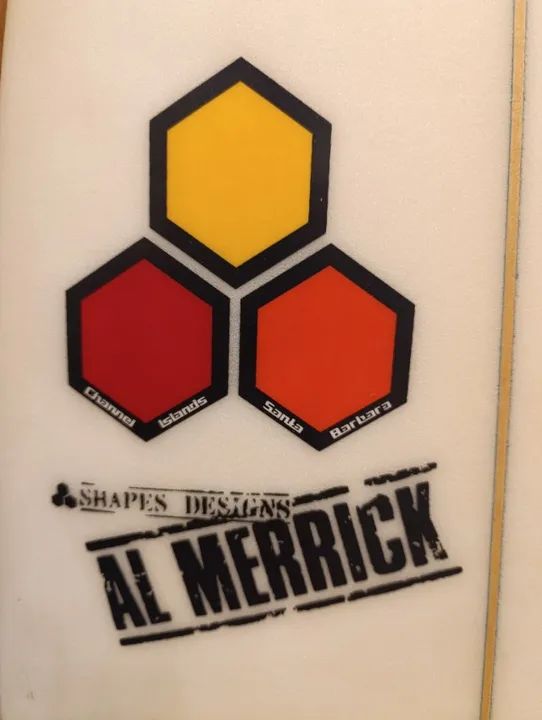 Channel Islands
Santa Barbara
SHAPES DESIGNS
AL MERRICK